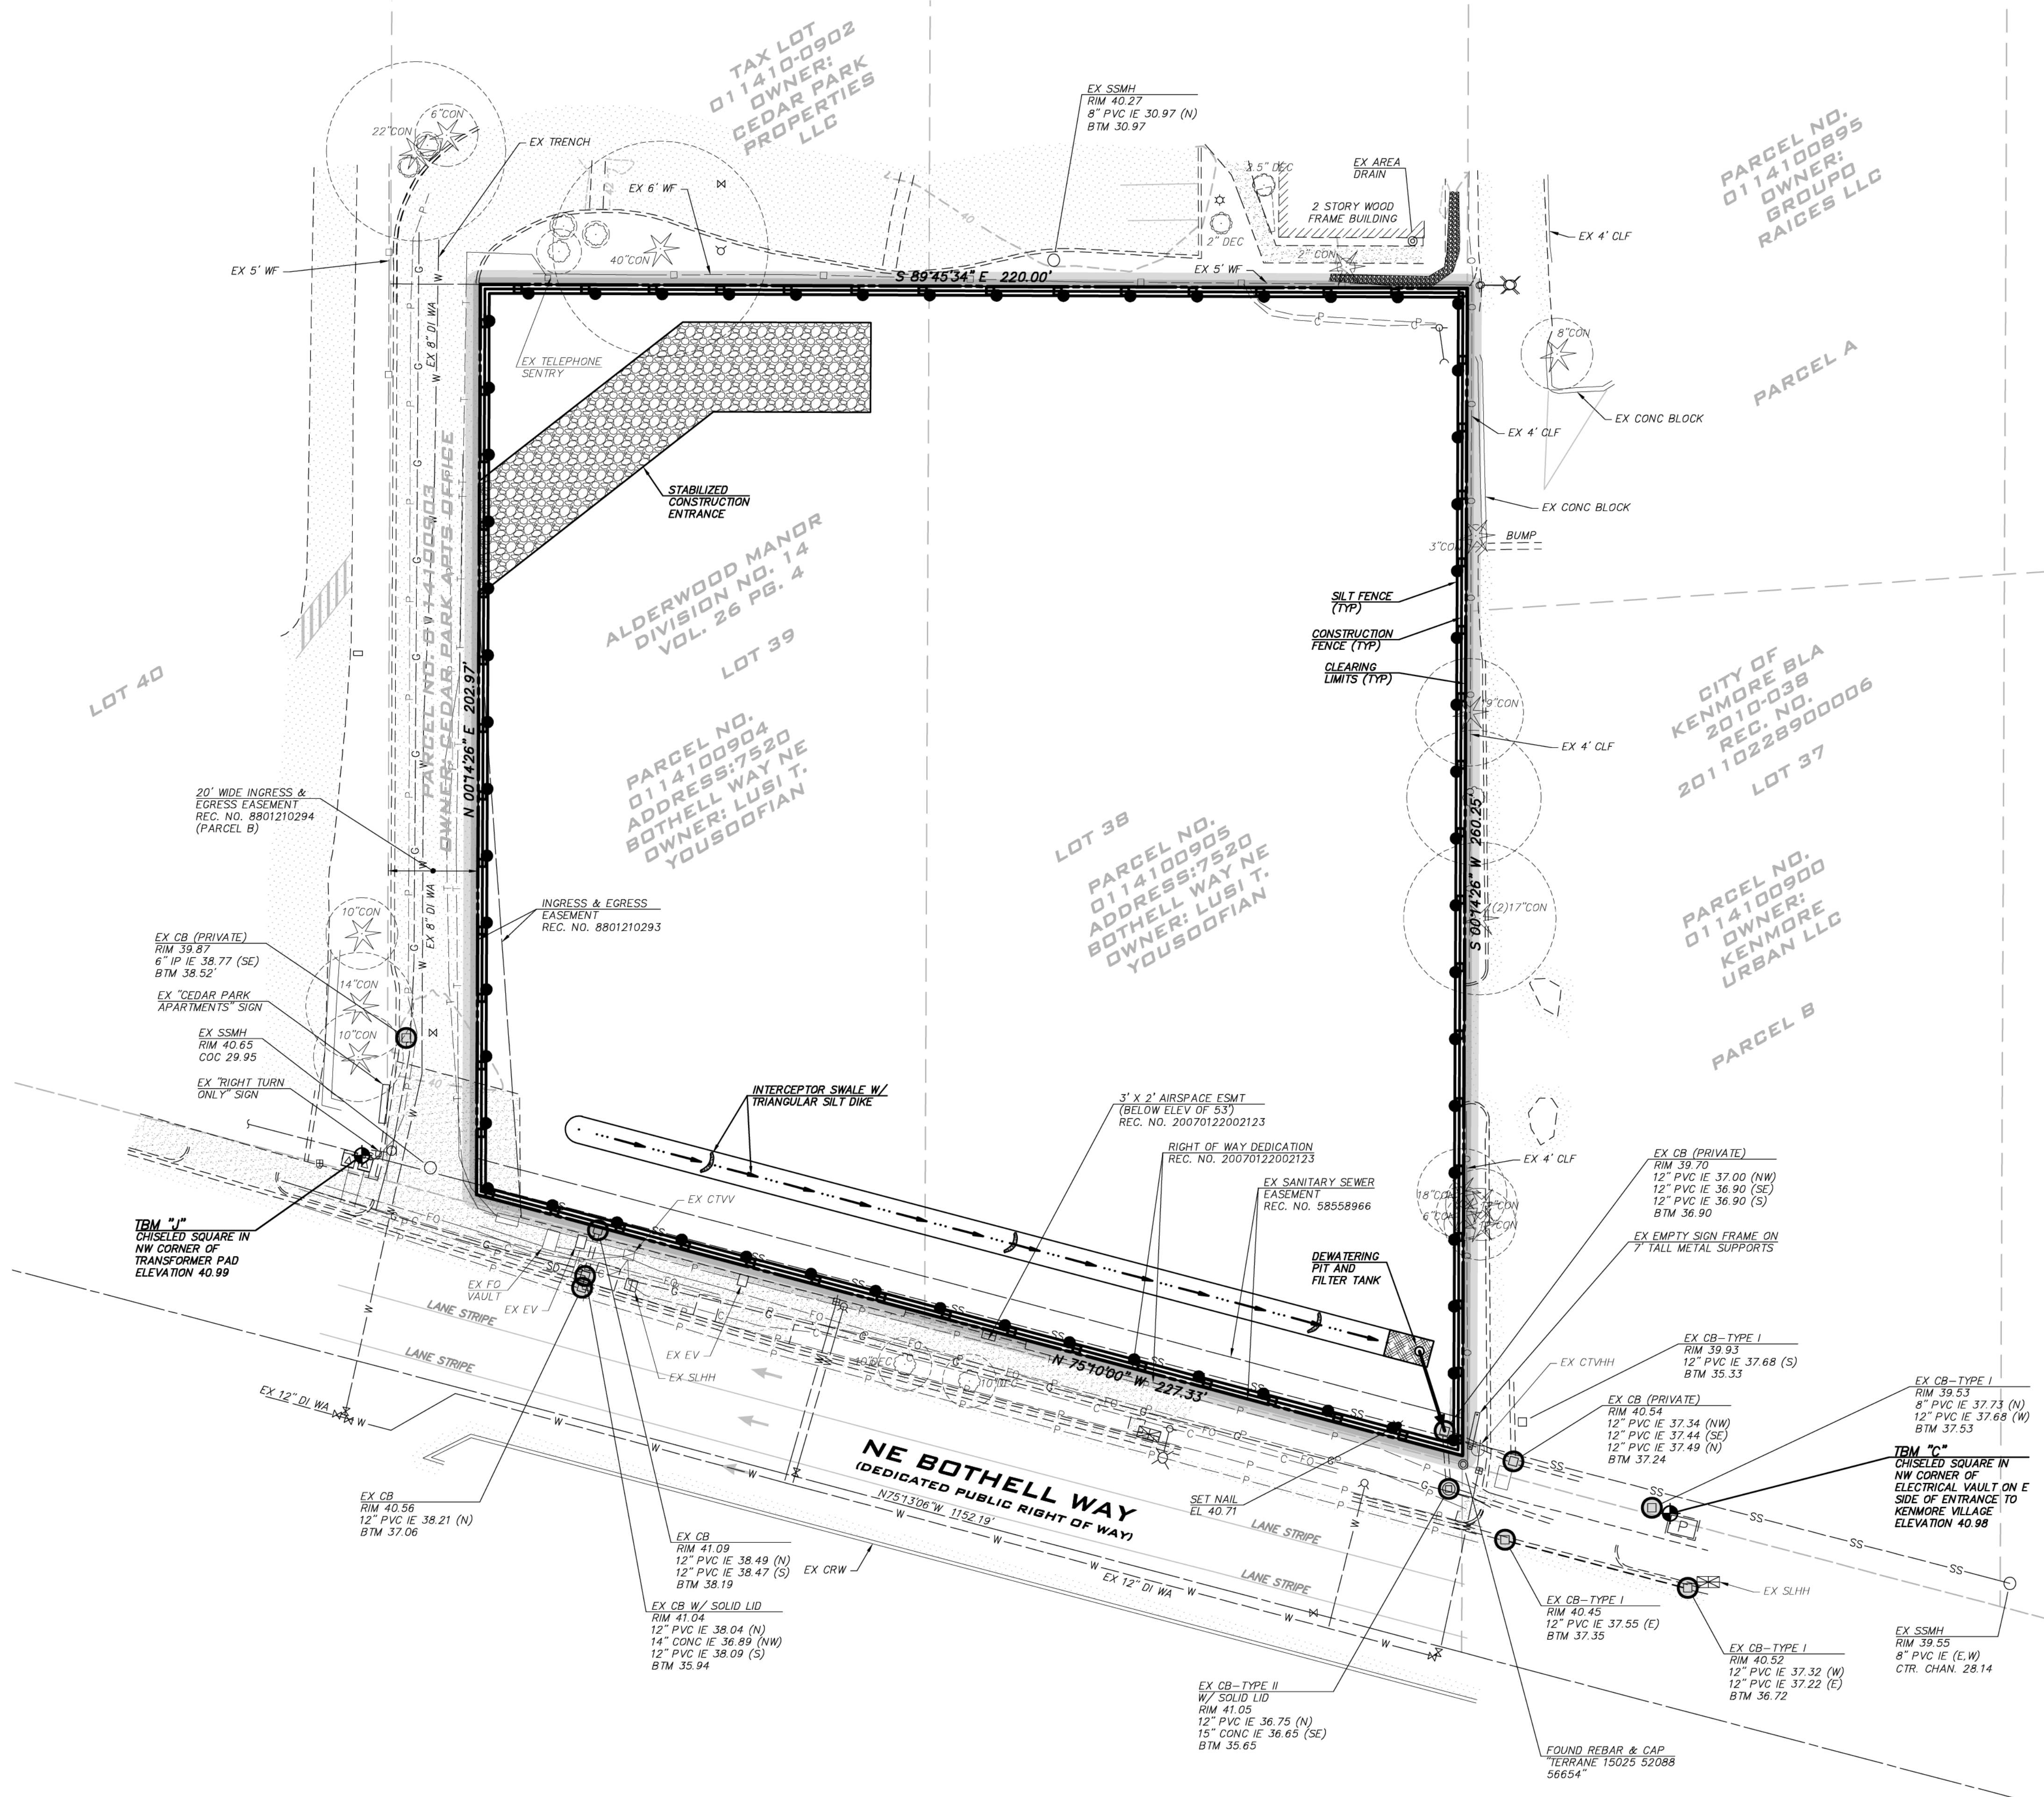 TAX LOT
011410-0902
OWNER:
CEDAR PARK
PROPERTIES
LLC
EX SSMH
RIM 40.27
8" PVC IE 30.97 (N)
BTM 30.97
PARCEL NO.
0114100895
OWNER:
GROUPO
RAICES LLC
6"CON
22"CON
EX TRENCH
EX 6' WF
40
3.5" DEC
EX AREA
DRAIN
2 STORY WOOD
FRAME BUILDING
2" DEC
2" CON
EX 4' CLF
40"CON
EX 5' WF
S 89°45'34" E 220.00'
EX 5' WF
EX 8" DI WA
EX TELEPHONE
SENTRY
8"CON
PARCEL A
EX CONC BLOCK
EX 4' CLF
STABILIZED
CONSTRUCTION
ENTRANCE
EX CONC BLOCK
BUMP
PARCEL NO. 0114100903
OWNER: CEDAR PARK APTS OFFICE
ALDERWOOD MANOR
DIVISION NO. 14
VOL. 26 PG. 4
LOT 39
SILT FENCE
(TYP)
CONSTRUCTION
FENCE (TYP)
CLEARING
LIMITS (TYP)
LOT 40
N 00°14'26" E 202.97'
9"CON
EX 4' CLF
CITY OF
KENMORE BLA
2010-038
REC. NO.
20110228900006
LOT 37
PARCEL NO.
0114100904
ADDRESS:7520
BOTHELL WAY NE
OWNER: LUSI T.
YOUSOOFIAN
20' WIDE INGRESS &
EGRESS EASEMENT
REC. NO. 8801210294
(PARCEL B)
LOT 38
PARCEL NO.
0114100905
ADDRESS:7520
BOTHELL WAY NE
OWNER: LUSI T.
YOUSOOFIAN
S 00°14'26" W 260.25'
(2)17"CON
PARCEL NO.
0114100900
OWNER:
KENMORE
URBAN LLC
PARCEL B
EX 8" DI WA
INGRESS & EGRESS
EASEMENT
REC. NO. 8801210293
10"CON
14"CON
10"CON
EX CB (PRIVATE)
RIM 39.87
6" IP IE 38.77 (SE)
BTM 38.52'
EX "CEDAR PARK
APARTMENTS" SIGN
EX SSMH
RIM 40.65
COC 29.95
EX "RIGHT TURN
ONLY" SIGN
40
INTERCEPTOR SWALE W/
TRIANGULAR SILT DIKE
3' X 2' AIRSPACE ESMT
(BELOW ELEV OF 53')
REC. NO. 20070122002123
RIGHT OF WAY DEDICATION
REC. NO. 20070122002123
EX SANITARY SEWER
EASEMENT
REC. NO. 58558966
EX 4' CLF
18"CON
EX CB (PRIVATE)
RIM 39.70
12" PVC IE 37.00 (NW)
12" PVC IE 36.90 (SE)
12" PVC IE 36.90 (S)
BTM 36.90
EX EMPTY SIGN FRAME ON
7' TALL METAL SUPPORTS
TBM "J"
CHISELED SQUARE IN
NW CORNER OF
TRANSFORMER PAD
ELEVATION 40.99
EX CTVV
EX FO
VAULT
EX EV
EX EV
EX SLHH
LANE STRIPE
LANE STRIPE
DEWATERING
PIT AND
FILTER TANK
N 75°10'00" W 227.33'
EX CB-TYPE I
RIM 39.93
12" PVC IE 37.68 (S)
BTM 35.33
EX CTVHH
EX CB (PRIVATE)
RIM 40.54
12" PVC IE 37.34 (NW)
12" PVC IE 37.44 (SE)
12" PVC IE 37.49 (N)
BTM 37.24
EX CB-TYPE I
RIM 39.53
8" PVC IE 37.73 (N)
12" PVC IE 37.68 (W)
BTM 37.53
TBM "C"
CHISELED SQUARE IN
NW CORNER OF
ELECTRICAL VAULT ON E
SIDE OF ENTRANCE TO
KENMORE VILLAGE
ELEVATION 40.98
EX 12" DI WA
NE BOTHELL WAY
(DEDICATED PUBLIC RIGHT OF WAY)
N75°13'06"W 1152.19'
SET NAIL
EL 40.71
LANE STRIPE
LANE STRIPE
EX 12" DI WA
EX CRW
EX CB
RIM 40.56
12" PVC IE 38.21 (N)
BTM 37.06
EX CB
RIM 41.09
12" PVC IE 38.49 (N)
12" PVC IE 38.47 (S)
BTM 38.19
EX CB W/ SOLID LID
RIM 41.04
12" PVC IE 38.04 (N)
14" CONC IE 36.89 (NW)
12" PVC IE 38.09 (S)
BTM 35.94
EX SLHH
EX CB-TYPE I
RIM 40.45
12" PVC IE 37.55 (E)
BTM 37.35
EX CB-TYPE I
RIM 40.52
12" PVC IE 37.32 (W)
12" PVC IE 37.22 (E)
BTM 36.72
EX SSMH
RIM 39.55
8" PVC IE (E,W)
CTR. CHAN. 28.14
EX CB-TYPE II
W/ SOLID LID
RIM 41.05
12" PVC IE 36.75 (N)
15" CONC IE 36.65 (SE)
BTM 35.65
FOUND REBAR & CAP
"TERRANE 15025 52088
56654"